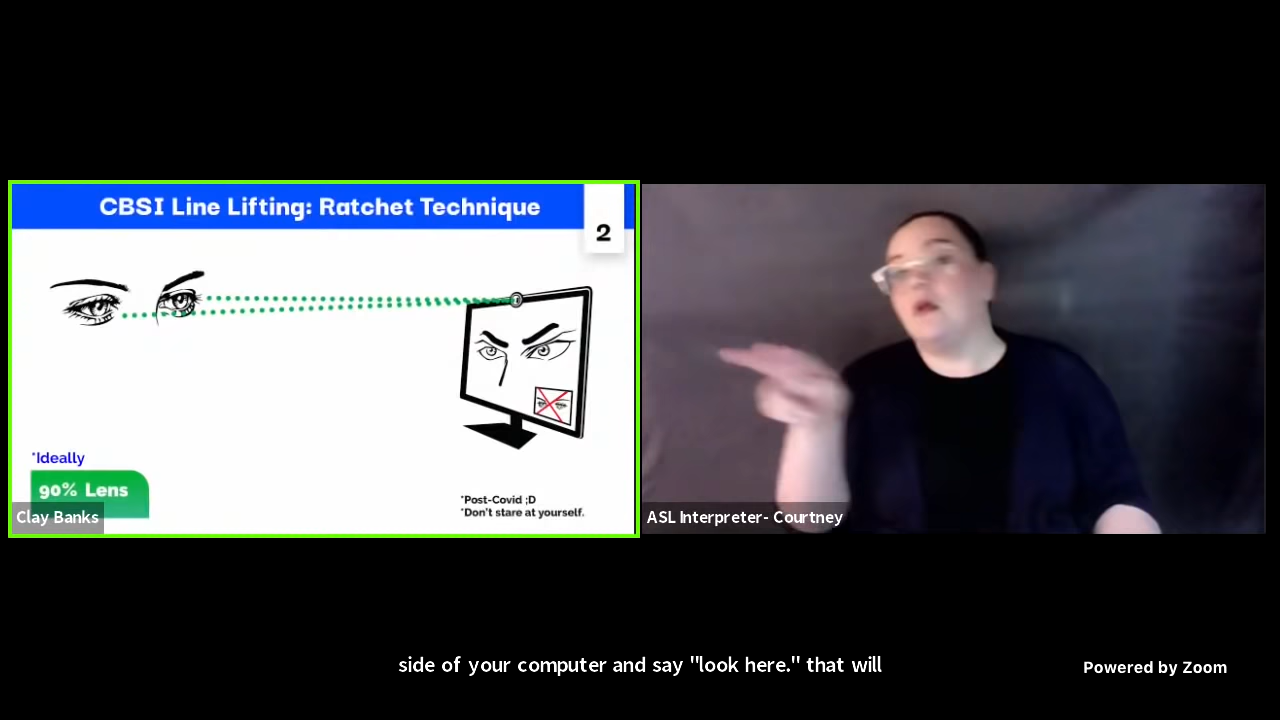 CBSI Line Lifting: Ratchet Technique
2
*Ideally
90% Lens
*Post-Covid ;D
*Don't stare at yourself.
Clay Banks
ASL Interpreter- Courtney
side of your computer and say "look here." that will
Powered by Zoom